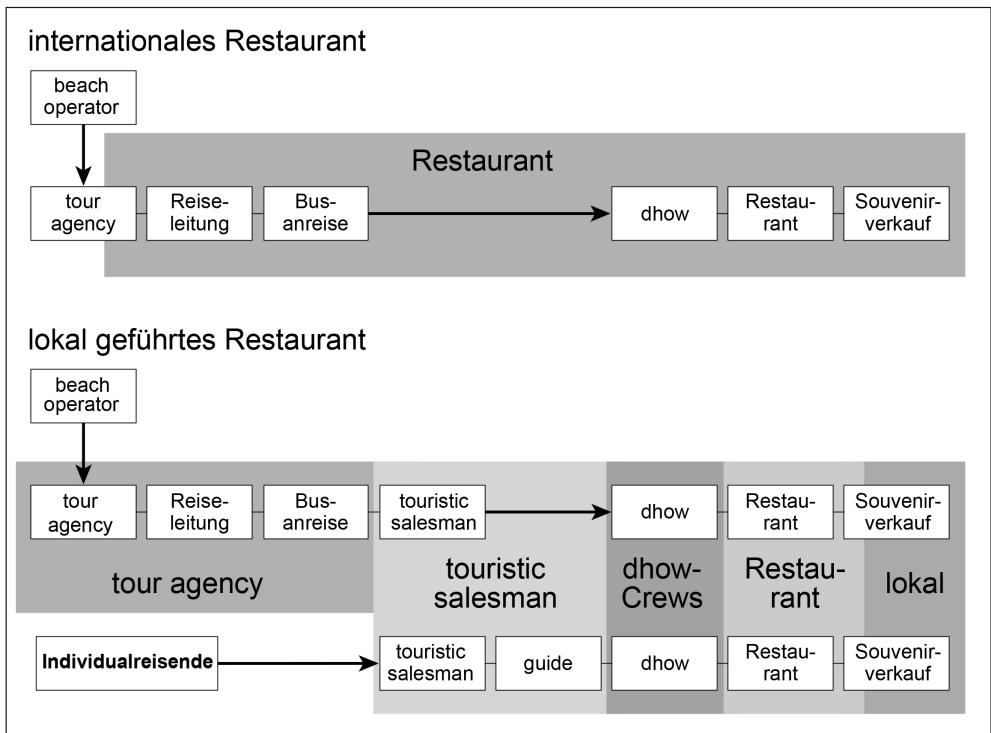 internationales Restaurant
beach
operator
Restaurant
tour
agency
Reise-
leitung
Bus-
anreise
dhow
Restau-
rant
Souvenir-
verkauf
lokal geführtes Restaurant
beach
operator
tour
agency
Reise-
leitung
Bus-
anreise
touristic
salesman
dhow
Restau-
rant
Souvenir-
verkauf
tour agency
touristic
salesman
dhow-
Crews
Restau-
rant
lokal
Individualreisende
touristic
salesman
guide
dhow
Restau-
rant
Souvenir-
verkauf